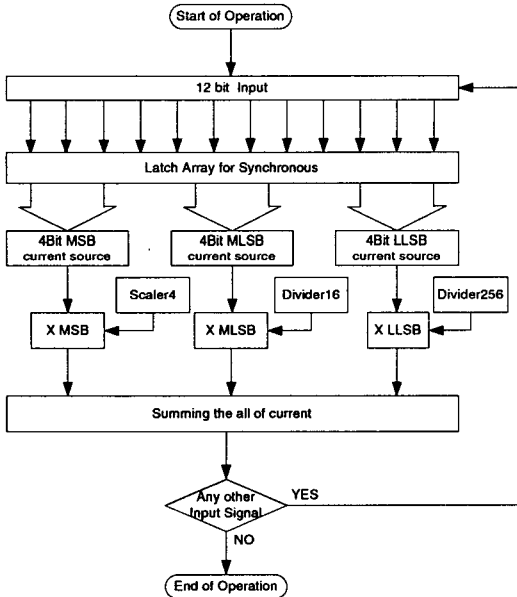 Start of Operation
12 bit Input
Latch Array for Synchronous
4Bit MSB
current source
4Bit MLSB
current source
4Bit LLSB
current source
Scaler4
Divider16
Divider256
X MSB
X MLSB
X LLSB
Summing the all of current
Any other
Input Signal
YES
NO
End of Operation